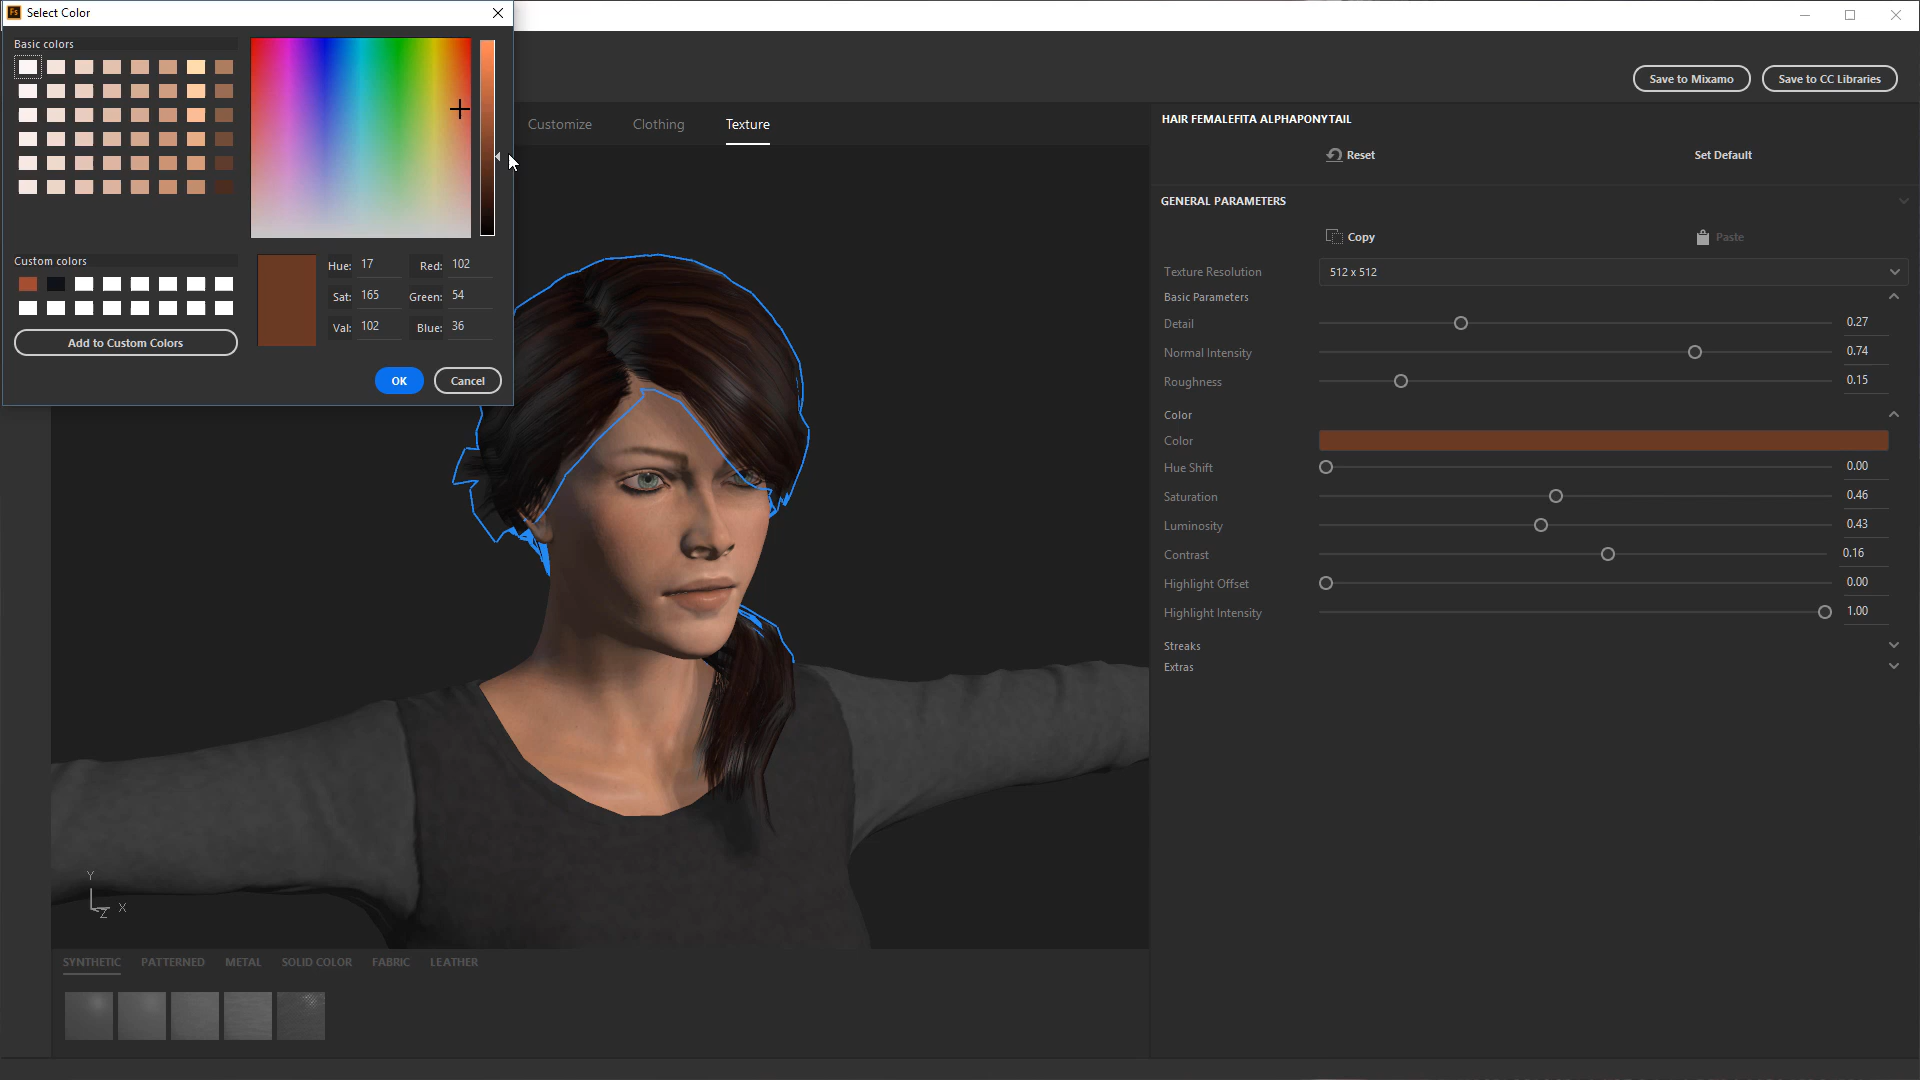 Fs Select Color
Basic colors
Custom colors
Add to Custom Colors
Hue: 17 Red: 102
Sat: 165 Green: 54
Val: 102 Blue: 36
OK Cancel
Save to Mixamo Save to CC Libraries
Customize Clothing Texture
HAIR FEMALEFITA ALPHAPONYTAIL
Reset Set Default
GENERAL PARAMETERS
Copy Paste
Texture Resolution 512 x 512
Basic Parameters
Detail 0.27
Normal Intensity 0.74
Roughness 0.15
Color
Color
Hue Shift 0.00
Saturation 0.46
Luminosity 0.43
Contrast 0.16
Highlight Offset 0.00
Highlight Intensity 1.00
Streaks
Extras
Y
Z X
SYNTHETIC PATTERNED METAL SOLID COLOR FABRIC LEATHER